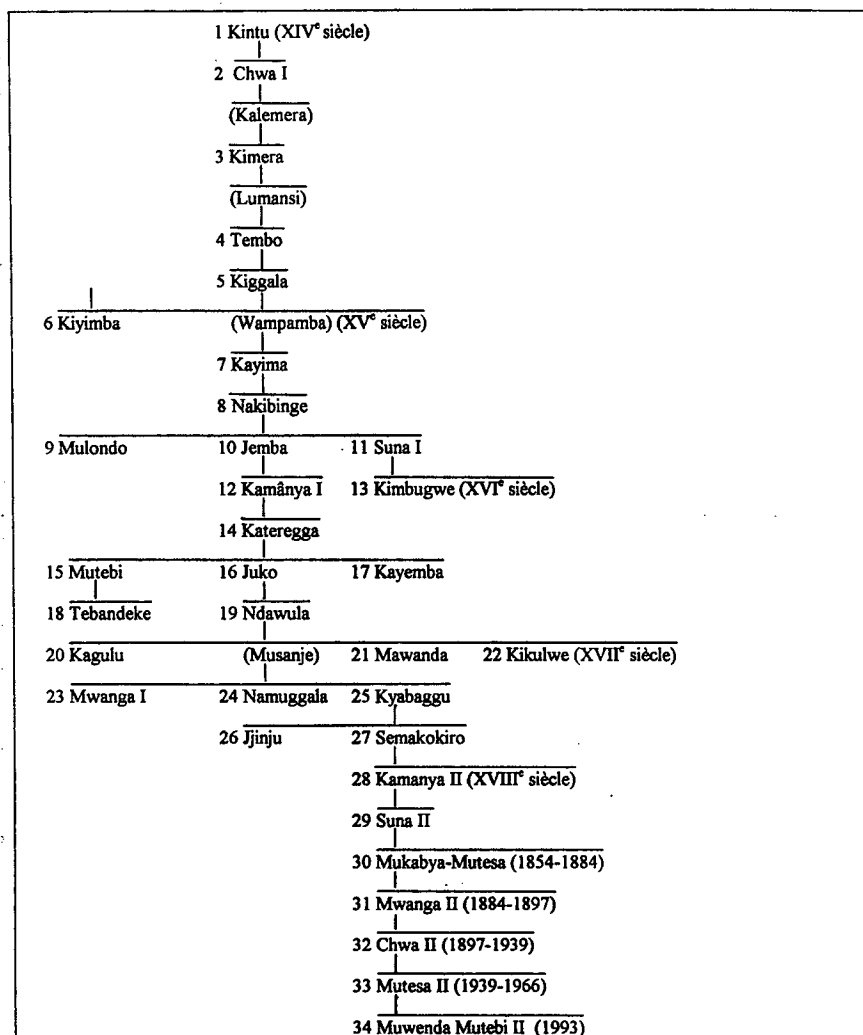 1 Kintu (XIVe siècle)
2 Chwa I
(Kalemera)
3 Kimera
(Lumansi)
4 Tembo
5 Kiggala
6 Kiyimba (Wampamba) (XVe siècle)
7 Kayima
8 Nakibinge
9 Mulondo 10 Jemba 11 Suna I
12 Kamânya I 13 Kimbugwe (XVIe siècle)
14 Kateregga
15 Mutebi 16 Juko 17 Kayemba
18 Tebandeke 19 Ndawula
20 Kagulu (Musanje) 21 Mawanda 22 Kikulwe (XVIIe siècle)
23 Mwanga I 24 Namuggala 25 Kyabaggu
26 Jjinju 27 Semakokiro
28 Kamanya II (XVIIIe siècle)
29 Suna II
30 Mukabya-Mutesa (1854-1884)
31 Mwanga II (1884-1897)
32 Chwa II (1897-1939)
33 Mutesa II (1939-1966)
34 Muwenda Mutebi II (1993)